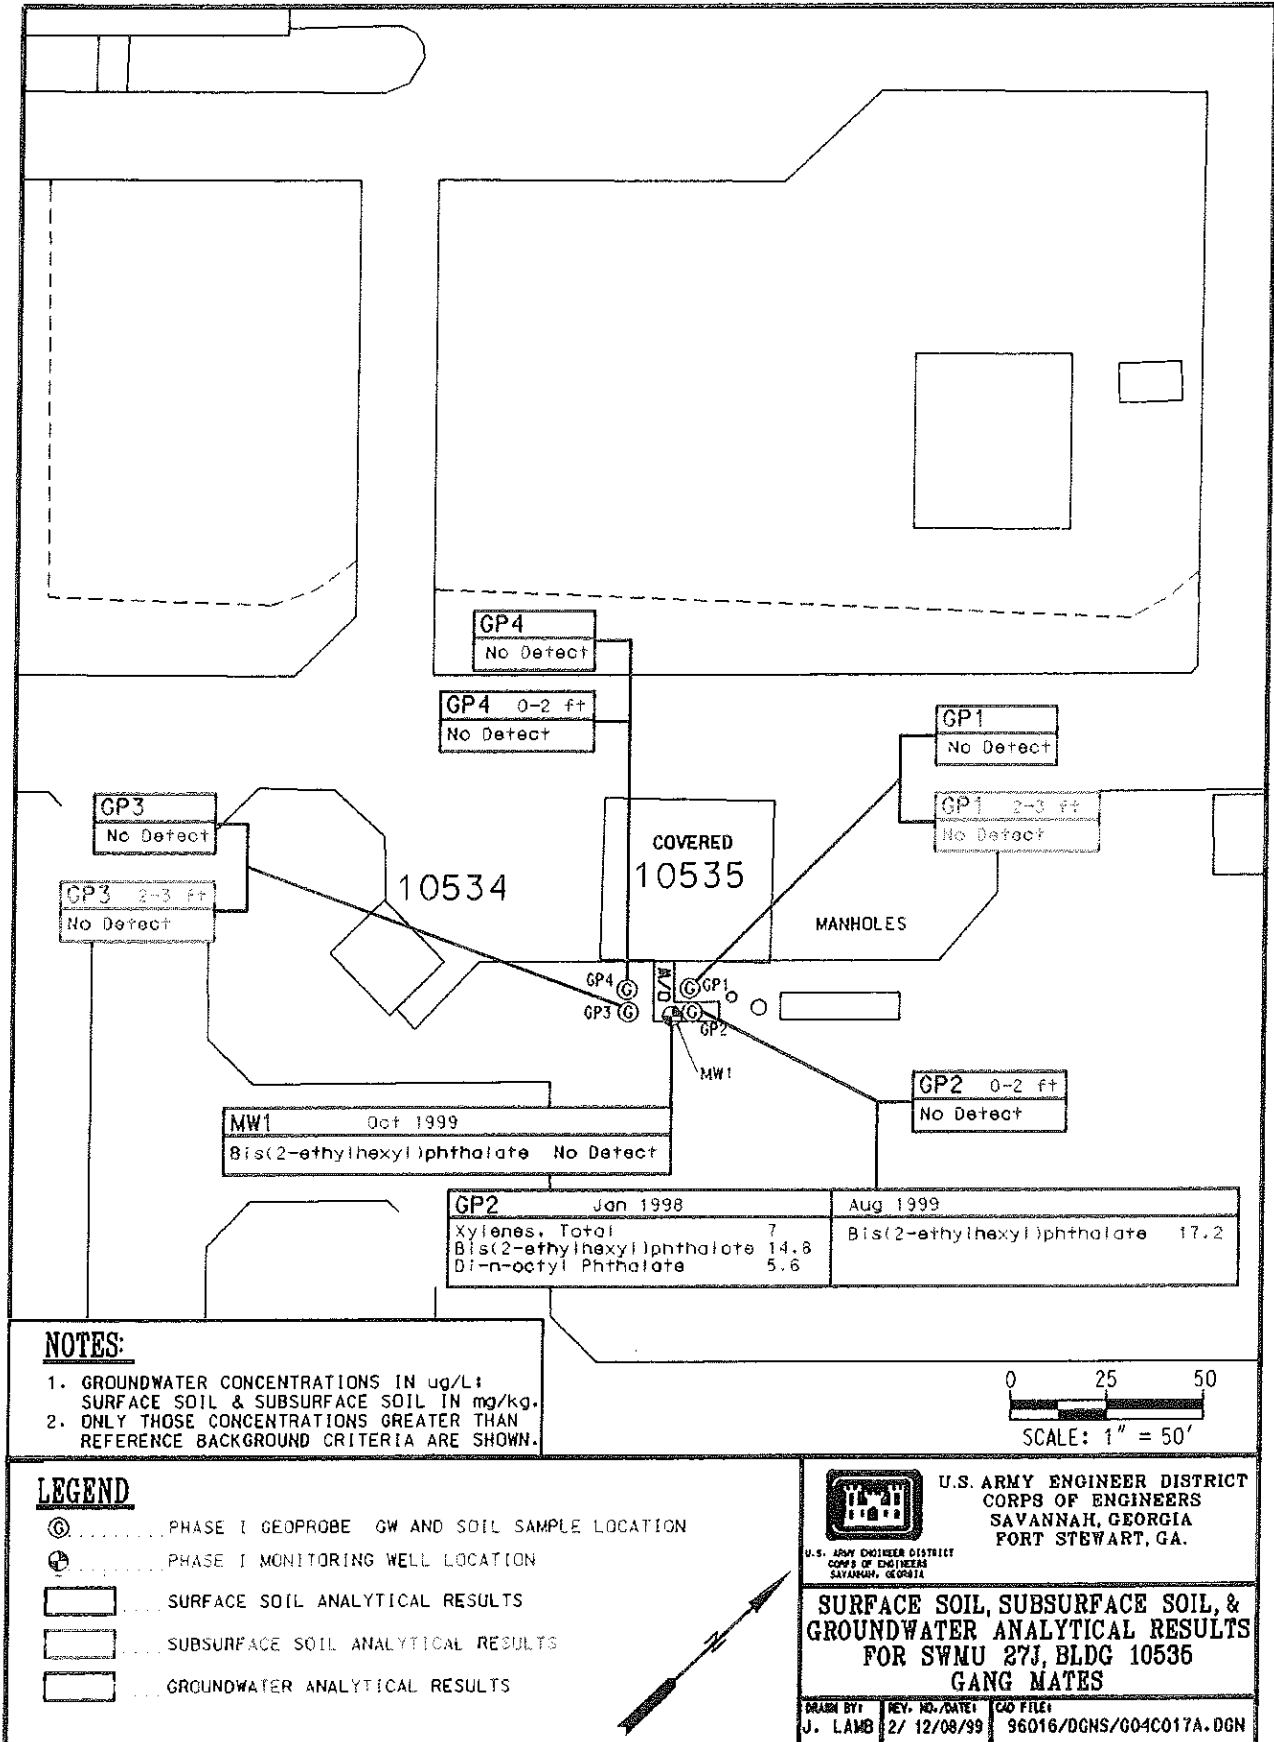 GP4
No Detect
GP4 0-2 ft
No Detect
GP1
No Detect
GP1 2-3 ft
No Detect
GP3
No Detect
GP3 2-3 ft
No Detect
10534
COVERED
10535
MANHOLES
GP4
GP3
O/W
GP1
GP2
MW1
GP2 0-2 ft
No Detect
MW1 Oct 1999
Bis(2-ethylhexyl)phthalate No Detect
GP2 Jan 1998 Aug 1999
Xylenes, Total 7 Bis(2-ethylhexyl)phthalate 17.2
Bis(2-ethylhexyl)phthalate 14.8
Di-n-octyl Phthalate 5.6
NOTES:
1. GROUNDWATER CONCENTRATIONS IN ug/L;
SURFACE SOIL & SUBSURFACE SOIL IN mg/kg.
2. ONLY THOSE CONCENTRATIONS GREATER THAN
REFERENCE BACKGROUND CRITERIA ARE SHOWN.
0 25 50
SCALE: 1" = 50'
LEGEND
G ........ PHASE I GEOPROBE GW AND SOIL SAMPLE LOCATION
........ PHASE I MONITORING WELL LOCATION
.... SURFACE SOIL ANALYTICAL RESULTS
.... SUBSURFACE SOIL ANALYTICAL RESULTS
.... GROUNDWATER ANALYTICAL RESULTS
N
U.S. ARMY ENGINEER DISTRICT
CORPS OF ENGINEERS
SAVANNAH, GEORGIA
U.S. ARMY ENGINEER DISTRICT
CORPS OF ENGINEERS
SAVANNAH, GEORGIA
FORT STEWART, GA.
SURFACE SOIL, SUBSURFACE SOIL, &
GROUNDWATER ANALYTICAL RESULTS
FOR SWMU 27J, BLDG 10535
GANG MATES
DRAWN BY: REV. NO./DATE: CAD FILE:
J. LAMB 2/ 12/08/99 96016/DGNS/G04C017A.DGN